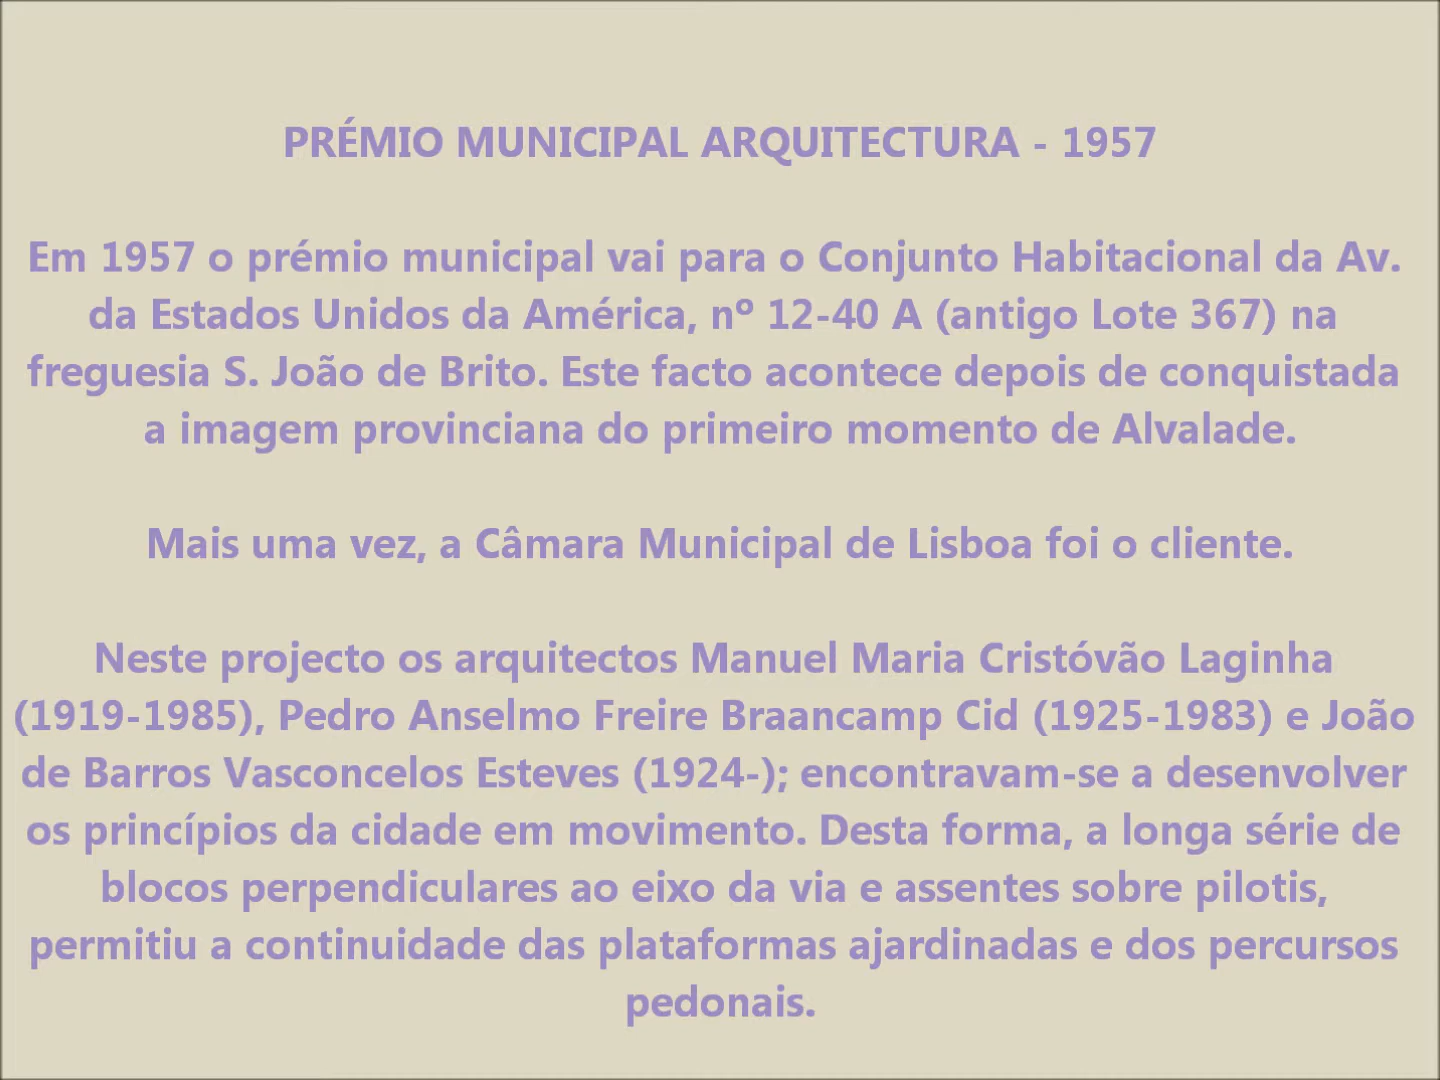 PRÉMIO MUNICIPAL ARQUITECTURA - 1957
Em 1957 o prémio municipal vai para o Conjunto Habitacional da Av.
da Estados Unidos da América, nº 12-40 A (antigo Lote 367) na
freguesia S. João de Brito. Este facto acontece depois de conquistada
a imagem provinciana do primeiro momento de Alvalade.
Mais uma vez, a Câmara Municipal de Lisboa foi o cliente.
Neste projecto os arquitectos Manuel Maria Cristóvão Laginha
(1919-1985), Pedro Anselmo Freire Braancamp Cid (1925-1983) e João
de Barros Vasconcelos Esteves (1924-); encontravam-se a desenvolver
os princípios da cidade em movimento. Desta forma, a longa série de
blocos perpendiculares ao eixo da via e assentes sobre pilotis,
permitiu a continuidade das plataformas ajardinadas e dos percursos
pedonais.